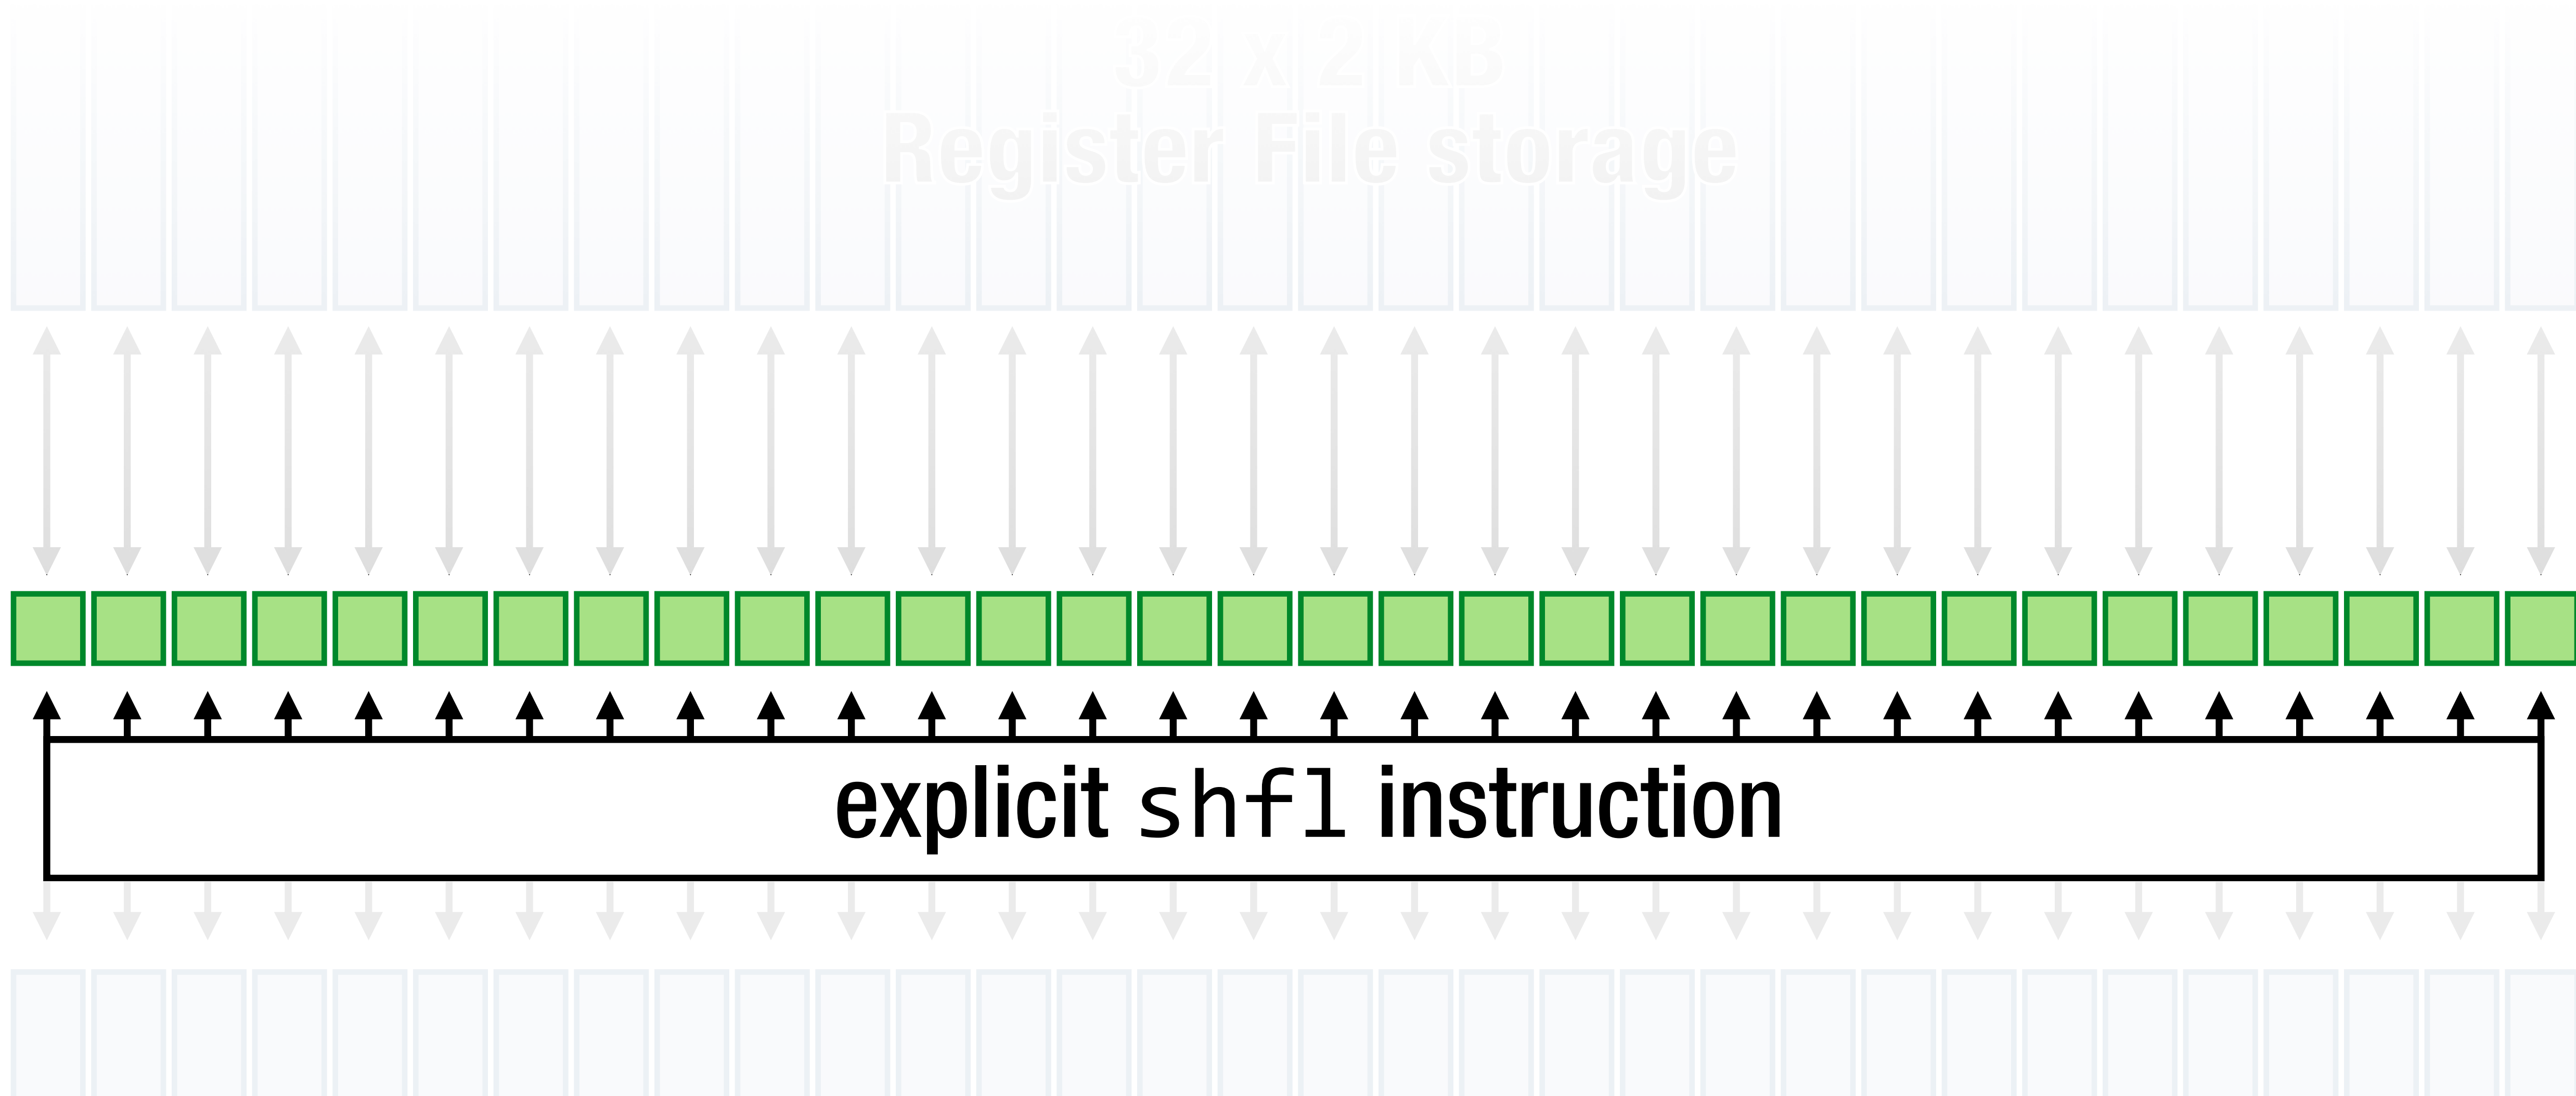 32 x 2 KB
Register File storage
explicit shfl instruction